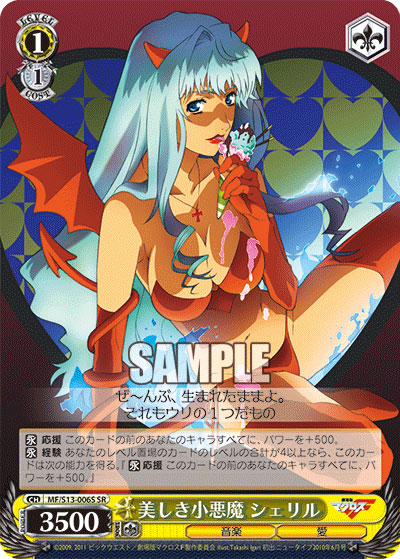 LEVEL
1
1
COST
SAMPLE
ぜ〜んぶ、生まれたままよ。
それもウリの1つだもの
永 応援 このカードの前のあなたのキャラすべてに、パワーを+500。
永 経験 あなたのレベル置場のカードのレベルの合計が4以上なら、このカードは次の能力を得る。『永 応援 このカードの前のあなたのキャラすべてに、パワーを+500。』
CH MF/S13-006S SR
3500
美しき小悪魔 シェリル
マクロスF
音楽
愛